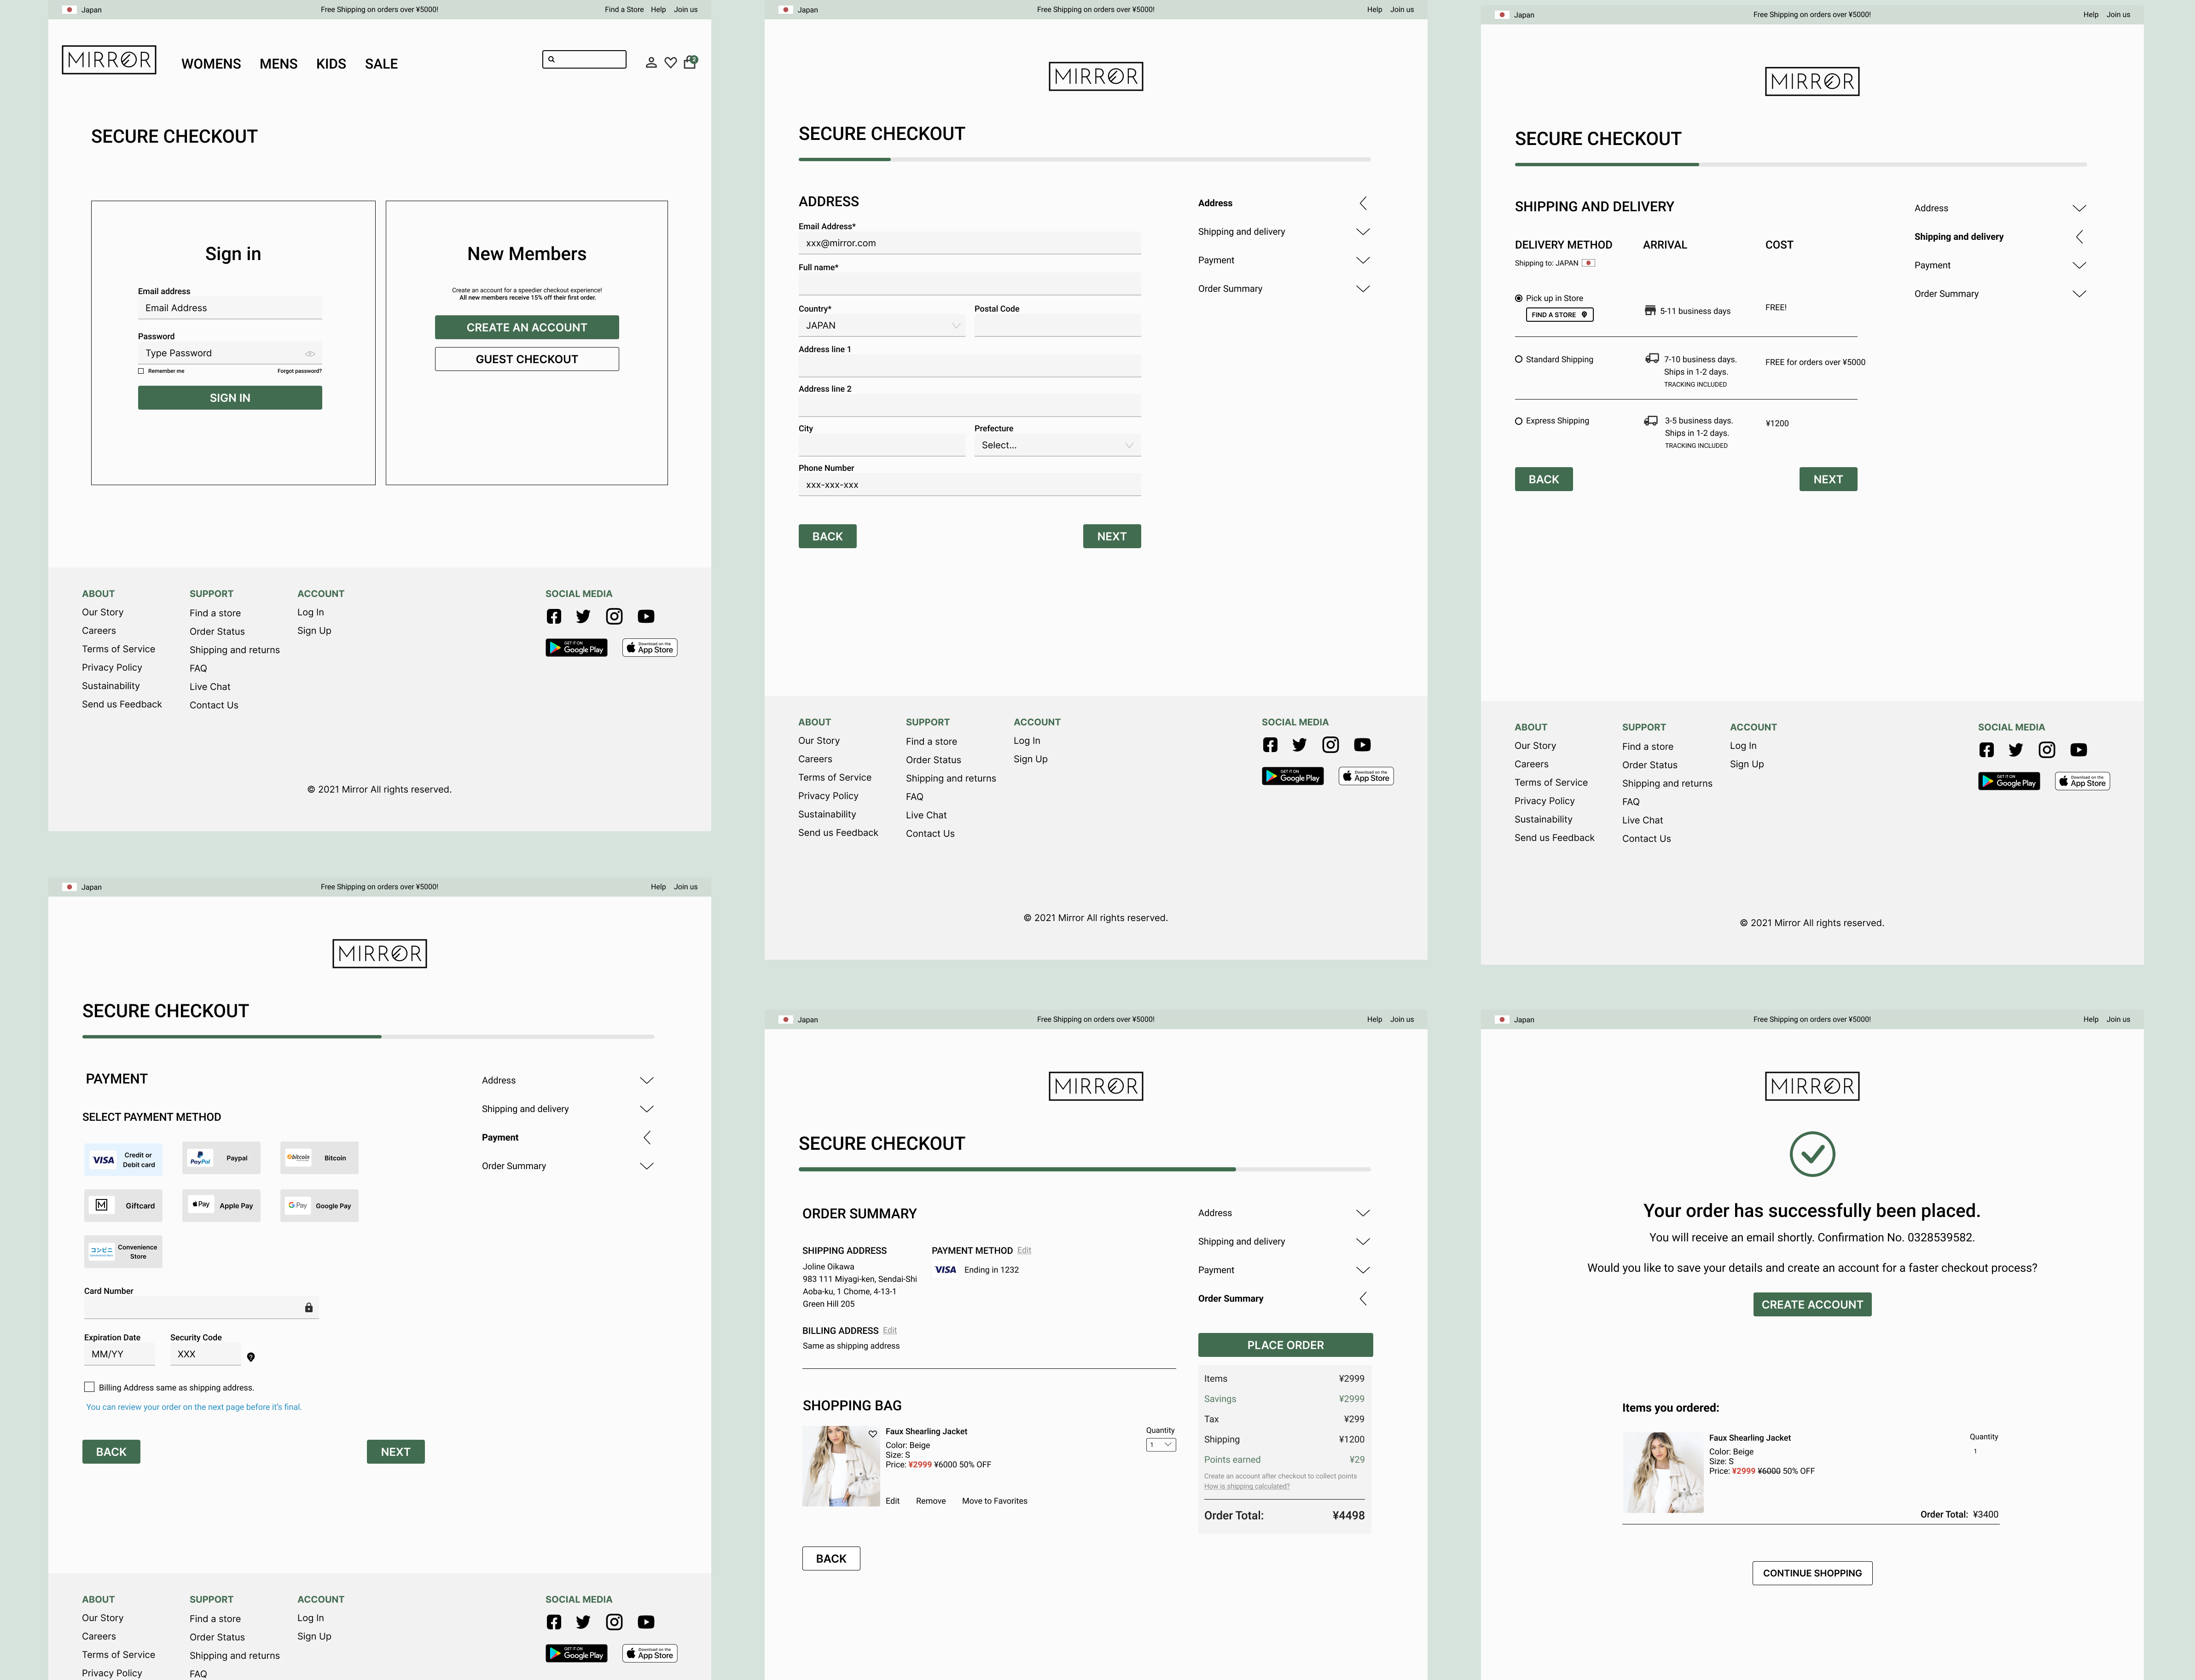 Japan
Free Shipping on orders over ¥5000!
Find a Store Help Join us
MIRROR
WOMENS MENS KIDS SALE
2
SECURE CHECKOUT
Sign in
Email address
Email Address
Password
Type Password
Remember me
Forgot password?
SIGN IN
New Members
Create an account for a speedier checkout experience!
All new members receive 15% off their first order.
CREATE AN ACCOUNT
GUEST CHECKOUT
ABOUT
Our Story
Careers
Terms of Service
Privacy Policy
Sustainability
Send us Feedback
SUPPORT
Find a store
Order Status
Shipping and returns
FAQ
Live Chat
Contact Us
ACCOUNT
Log In
Sign Up
SOCIAL MEDIA
GET IT ON
Google Play
Download on the
App Store
© 2021 Mirror All rights reserved.
Japan
Free Shipping on orders over ¥5000!
Help Join us
MIRROR
SECURE CHECKOUT
ADDRESS
Email Address*
xxx@mirror.com
Full name*
Country*
JAPAN
Postal Code
Address line 1
Address line 2
City
Prefecture
Select...
Phone Number
xxx-xxx-xxx
BACK
NEXT
Address
Shipping and delivery
Payment
Order Summary
ABOUT
Our Story
Careers
Terms of Service
Privacy Policy
Sustainability
Send us Feedback
SUPPORT
Find a store
Order Status
Shipping and returns
FAQ
Live Chat
Contact Us
ACCOUNT
Log In
Sign Up
SOCIAL MEDIA
GET IT ON
Google Play
Download on the
App Store
© 2021 Mirror All rights reserved.
Japan
Free Shipping on orders over ¥5000!
Help Join us
MIRROR
SECURE CHECKOUT
SHIPPING AND DELIVERY
DELIVERY METHOD ARRIVAL COST
Shipping to: JAPAN
Pick up in Store
FIND A STORE
5-11 business days
FREE!
Standard Shipping
7-10 business days.
Ships in 1-2 days.
TRACKING INCLUDED
FREE for orders over ¥5000
Express Shipping
3-5 business days.
Ships in 1-2 days.
TRACKING INCLUDED
¥1200
BACK
NEXT
Address
Shipping and delivery
Payment
Order Summary
ABOUT
Our Story
Careers
Terms of Service
Privacy Policy
Sustainability
Send us Feedback
SUPPORT
Find a store
Order Status
Shipping and returns
FAQ
Live Chat
Contact Us
ACCOUNT
Log In
Sign Up
SOCIAL MEDIA
GET IT ON
Google Play
Download on the
App Store
© 2021 Mirror All rights reserved.
Japan
Free Shipping on orders over ¥5000!
Help Join us
MIRROR
SECURE CHECKOUT
PAYMENT
SELECT PAYMENT METHOD
VISA
Credit or
Debit card
PayPal
Paypal
bitcoin
Bitcoin
M
Giftcard
Pay
Apple Pay
G Pay
Google Pay
コンビニ
Convenience
Store
Card Number
Expiration Date
MM/YY
Security Code
XXX
Billing Address same as shipping address.
You can review your order on the next page before it's final.
BACK
NEXT
Address
Shipping and delivery
Payment
Order Summary
ABOUT
Our Story
Careers
Terms of Service
Privacy Policy
SUPPORT
Find a store
Order Status
Shipping and returns
FAQ
ACCOUNT
Log In
Sign Up
SOCIAL MEDIA
GET IT ON
Google Play
Download on the
App Store
Japan
Free Shipping on orders over ¥5000!
Help Join us
MIRROR
SECURE CHECKOUT
ORDER SUMMARY
SHIPPING ADDRESS
Joline Oikawa
983 111 Miyagi-ken, Sendai-Shi
Aoba-ku, 1 Chome, 4-13-1
Green Hill 205
PAYMENT METHOD Edit
VISA Ending in 1232
BILLING ADDRESS Edit
Same as shipping address
SHOPPING BAG
Faux Shearling Jacket
Color: Beige
Size: S
Price: ¥2999 ¥6000 50% OFF
Edit Remove Move to Favorites
Quantity
1
BACK
Address
Shipping and delivery
Payment
Order Summary
PLACE ORDER
Items ¥2999
Savings ¥2999
Tax ¥299
Shipping ¥1200
Points earned ¥29
Create an account after checkout to collect points
How is shipping calculated?
Order Total: ¥4498
Japan
Free Shipping on orders over ¥5000!
Help Join us
MIRROR
Your order has successfully been placed.
You will receive an email shortly. Confirmation No. 0328539582.
Would you like to save your details and create an account for a faster checkout process?
CREATE ACCOUNT
Items you ordered:
Faux Shearling Jacket
Color: Beige
Size: S
Price: ¥2999 ¥6000 50% OFF
Quantity
1
Order Total: ¥3400
CONTINUE SHOPPING